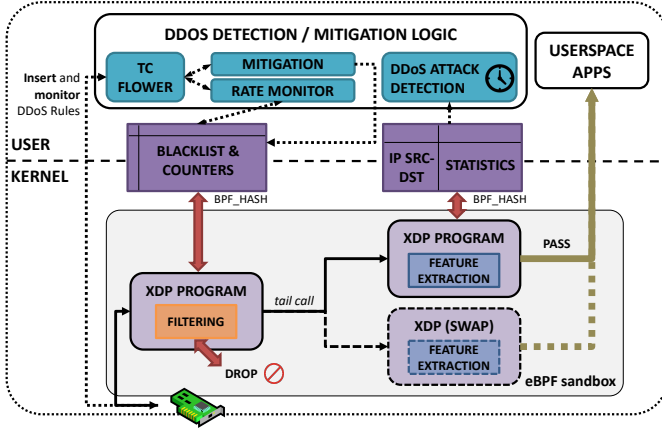 DDOS DETECTION / MITIGATION LOGIC
TC
FLOWER
MITIGATION
RATE MONITOR
DDoS ATTACK
DETECTION
USERSPACE
APPS
Insert and
monitor
DDoS Rules
USER
KERNEL
BLACKLIST &
COUNTERS
IP SRC-
DST
STATISTICS
BPF_HASH
BPF_HASH
XDP PROGRAM
FILTERING
tail call
DROP
XDP PROGRAM
FEATURE
EXTRACTION
PASS
XDP (SWAP)
FEATURE
EXTRACTION
eBPF sandbox